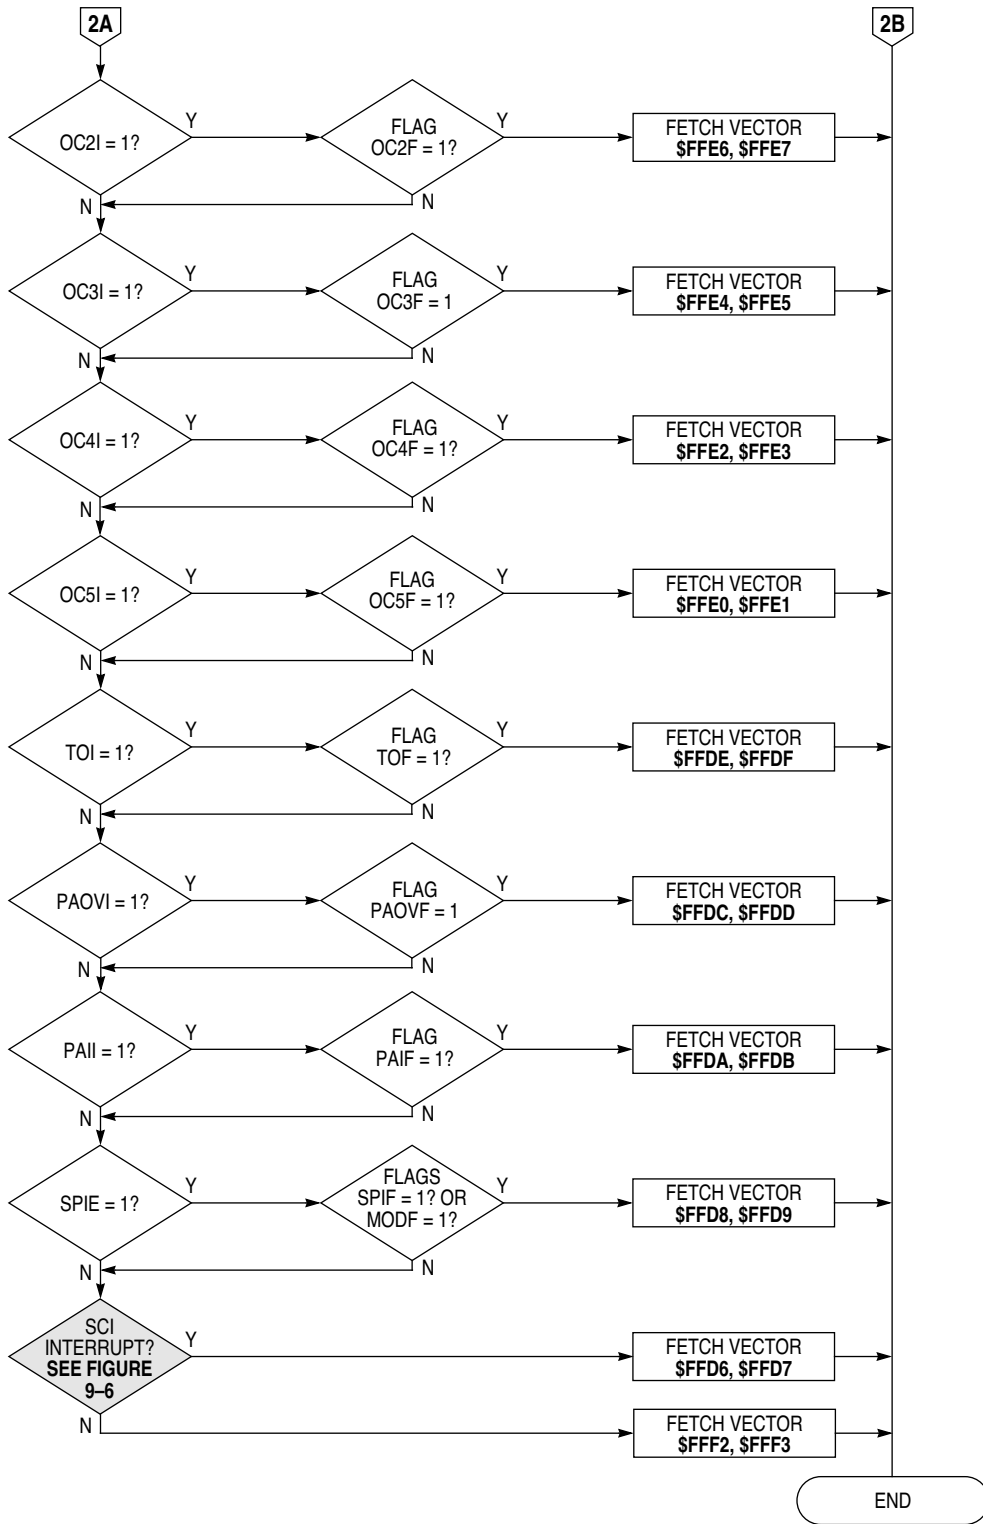 2A
2B
OC2I = 1?
Y
FLAG
OC2F = 1?
Y
FETCH VECTOR
$FFE6, $FFE7
N
N
OC3I = 1?
Y
FLAG
OC3F = 1
Y
FETCH VECTOR
$FFE4, $FFE5
N
N
OC4I = 1?
Y
FLAG
OC4F = 1?
Y
FETCH VECTOR
$FFE2, $FFE3
N
N
OC5I = 1?
Y
FLAG
OC5F = 1?
Y
FETCH VECTOR
$FFE0, $FFE1
N
N
TOI = 1?
Y
FLAG
TOF = 1?
Y
FETCH VECTOR
$FFDE, $FFDF
N
N
PAOVI = 1?
Y
FLAG
PAOVF = 1
Y
FETCH VECTOR
$FFDC, $FFDD
N
N
PAII = 1?
Y
FLAG
PAIF = 1?
Y
FETCH VECTOR
$FFDA, $FFDB
N
N
SPIE = 1?
Y
FLAGS
SPIF = 1? OR
MODF = 1?
Y
FETCH VECTOR
$FFD8, $FFD9
N
N
SCI
INTERRUPT?
SEE FIGURE
9–6
Y
FETCH VECTOR
$FFD6, $FFD7
N
FETCH VECTOR
$FFF2, $FFF3
END